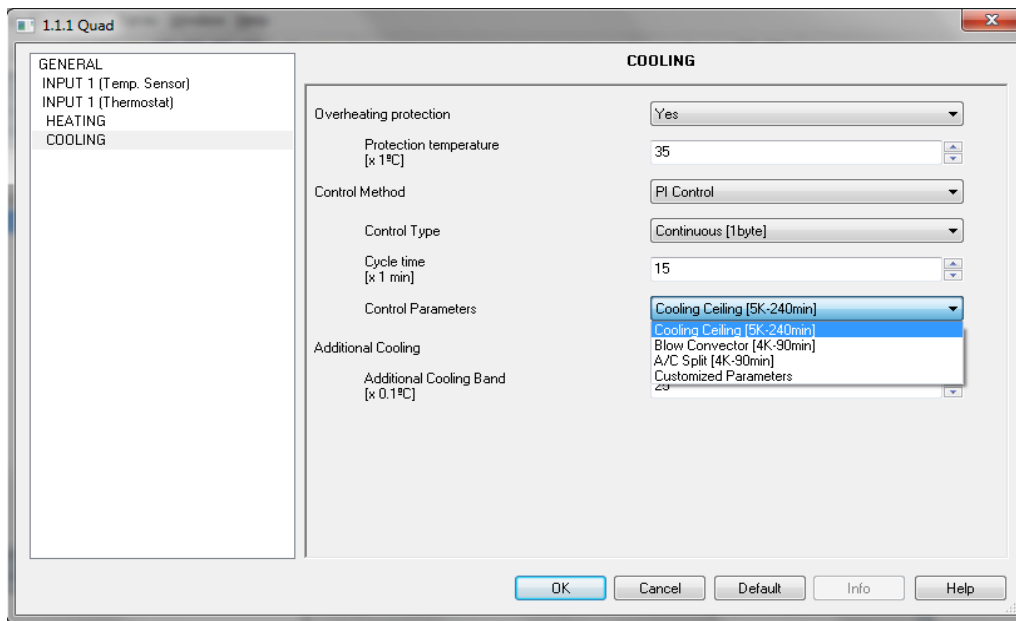 1.1.1 Quad
GENERAL
INPUT 1 (Temp. Sensor)
INPUT 1 (Thermostat)
HEATING
COOLING
COOLING
Overheating protection
Yes
Protection temperature
[x 1ºC]
35
Control Method
PI Control
Control Type
Continuous [1byte]
Cycle time
[x 1 min]
15
Control Parameters
Cooling Ceiling [5K-240min]
Cooling Ceiling [5K-240min]
Blow Convector [4K-90min]
A/C Split [4K-90min]
Customized Parameters
Additional Cooling
Additional Cooling Band
[x 0.1ºC]
25
OK
Cancel
Default
Info
Help